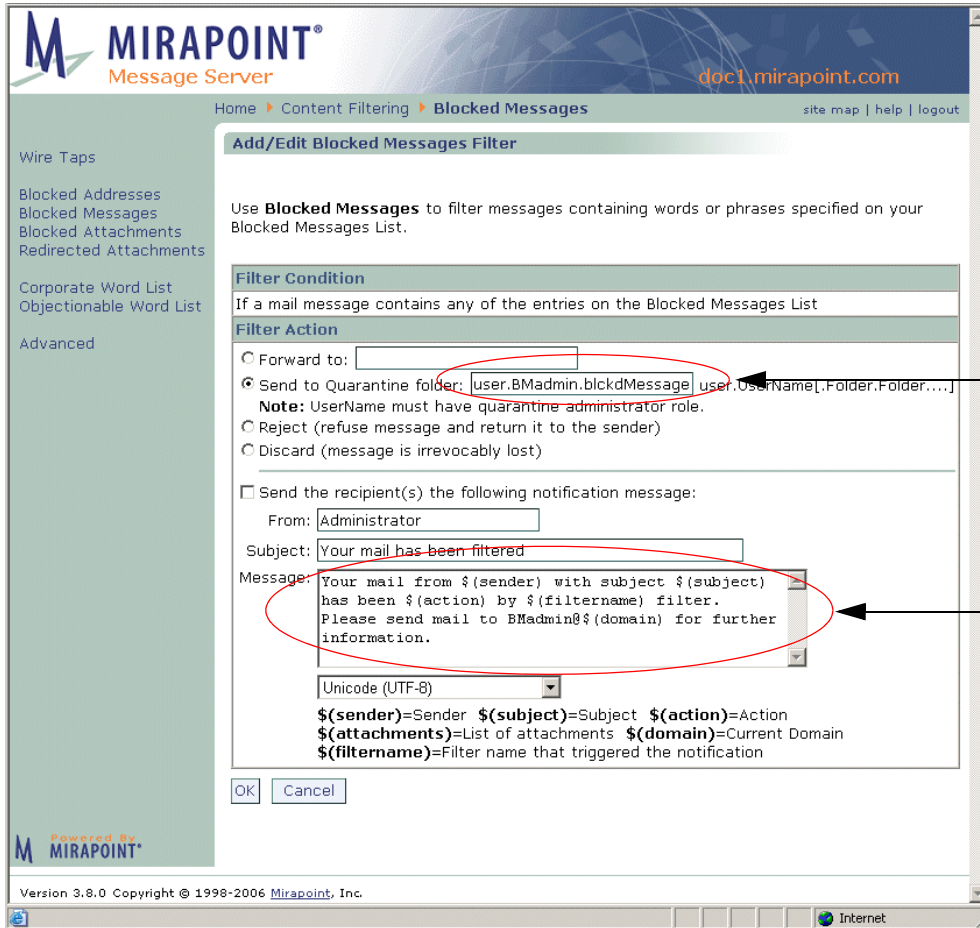 MIRAPOINT®
Message Server
doc1.mirapoint.com
Home Content Filtering Blocked Messages
site map | help | logout
Wire Taps
Blocked Addresses
Blocked Messages
Blocked Attachments
Redirected Attachments
Corporate Word List
Objectionable Word List
Advanced
Add/Edit Blocked Messages Filter
Use Blocked Messages to filter messages containing words or phrases specified on your
Blocked Messages List.
Filter Condition
If a mail message contains any of the entries on the Blocked Messages List
Filter Action
Forward to:
Send to Quarantine folder: user.BMadmin.blckdMessage user.UserName[.Folder.Folder....]
Note: UserName must have quarantine administrator role.
Reject (refuse message and return it to the sender)
Discard (message is irrevocably lost)
Send the recipient(s) the following notification message:
From: Administrator
Subject: Your mail has been filtered
Message: Your mail from $(sender) with subject $(subject)
has been $(action) by $(filtername) filter.
Please send mail to BMadmin@$(domain) for further
information.
Unicode (UTF-8)
$(sender)=Sender $(subject)=Subject $(action)=Action
$(attachments)=List of attachments $(domain)=Current Domain
$(filtername)=Filter name that triggered the notification
OK Cancel
Powered By
MIRAPOINT
Version 3.8.0 Copyright © 1998-2006 Mirapoint, Inc.
Internet